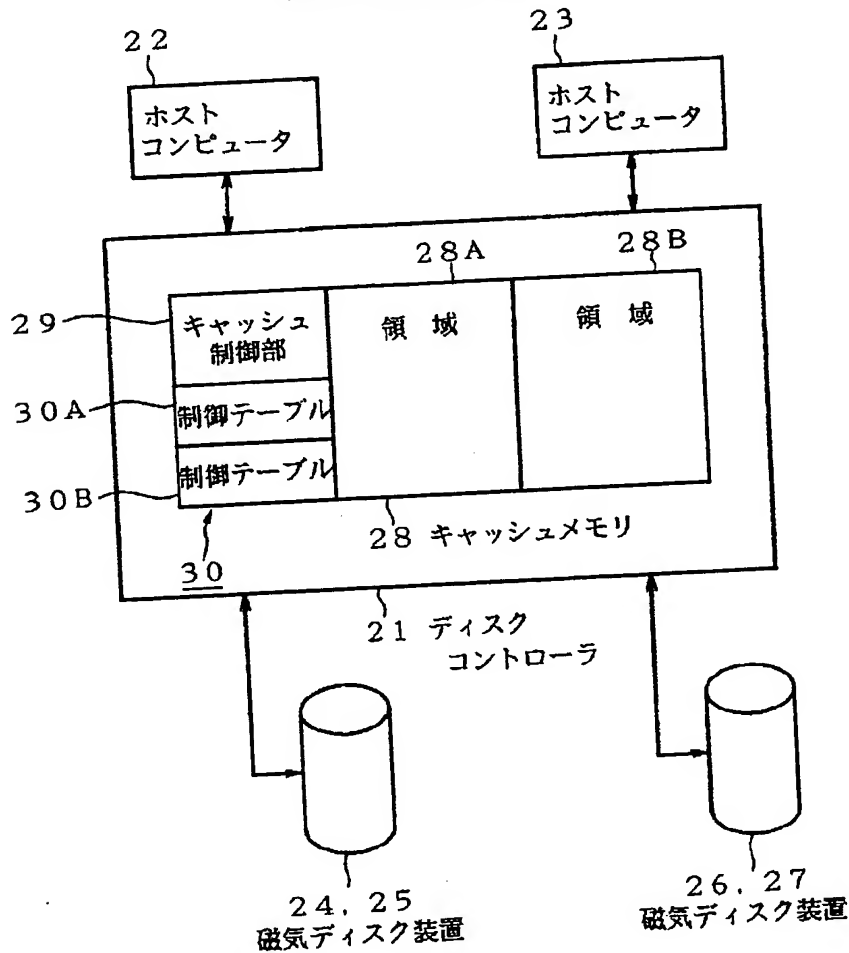 22
23
ホスト
コンピュータ
ホスト
コンピュータ
28A
28B
29
キャッシュ
制御部
領 域
領 域
30A
制御テーブル
制御テーブル
30B
30
28 キャッシュメモリ
21 ディスク
コントローラ
24, 25
磁気ディスク装置
26, 27
磁気ディスク装置